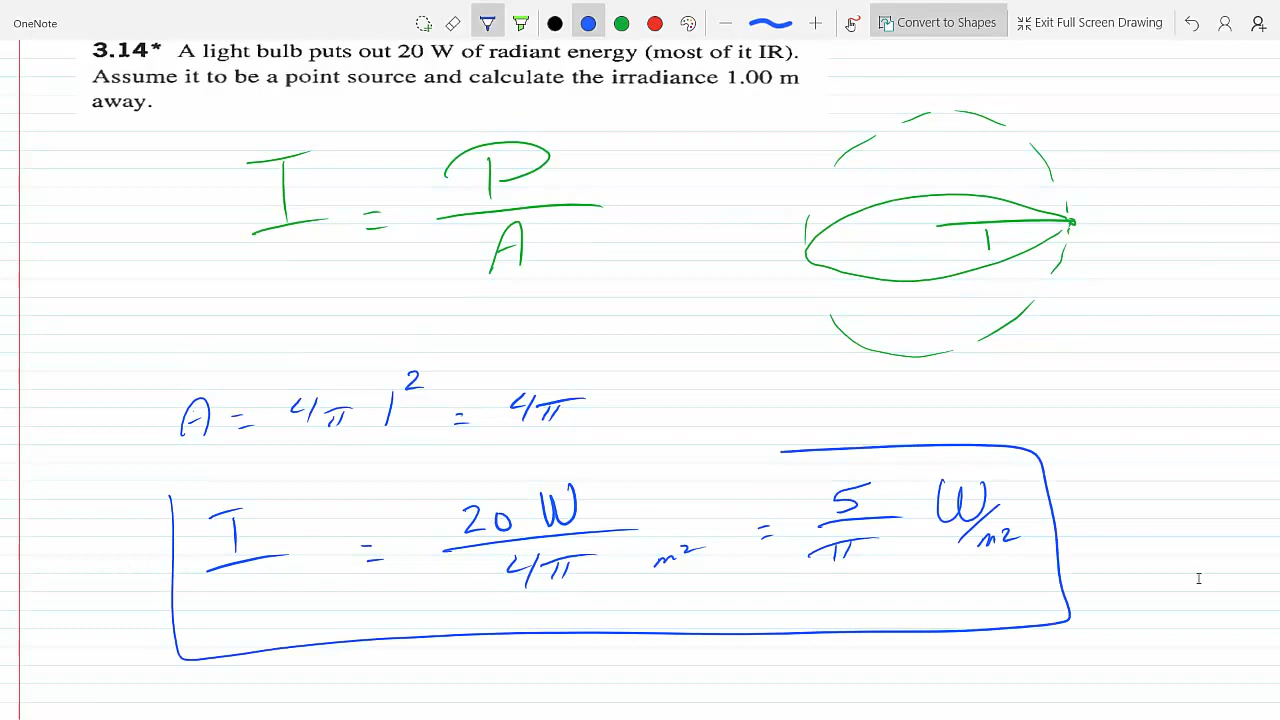 OneNote
Convert to Shapes
Exit Full Screen Drawing
3.14* A light bulb puts out 20 W of radiant energy (most of it IR).
Assume it to be a point source and calculate the irradiance 1.00 m
away.
I = P/A
1
A = 4π 1² = 4π
I = 20 W / 4π m² = 5/π W/m²